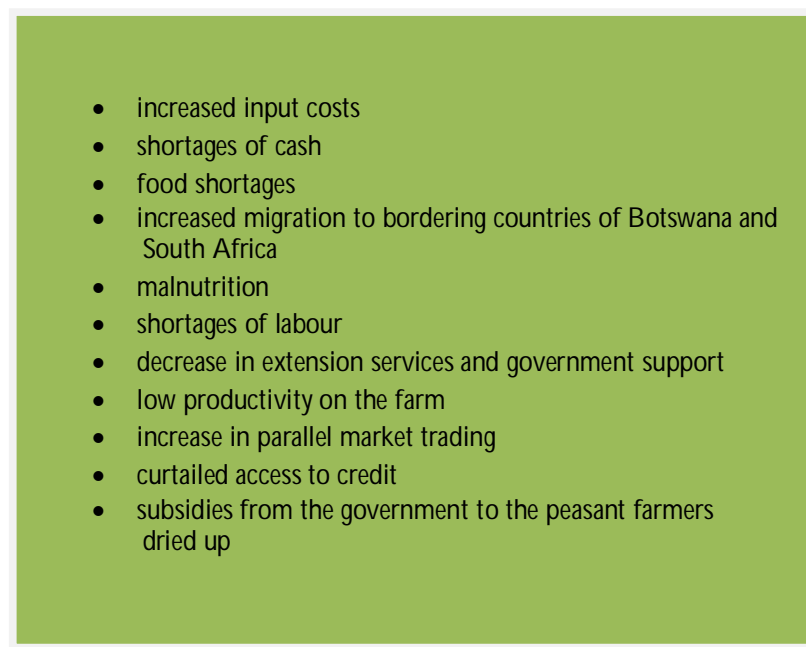 • increased input costs
• shortages of cash
• food shortages
• increased migration to bordering countries of Botswana and
South Africa
• malnutrition
• shortages of labour
• decrease in extension services and government support
• low productivity on the farm
• increase in parallel market trading
• curtailed access to credit
• subsidies from the government to the peasant farmers
dried up